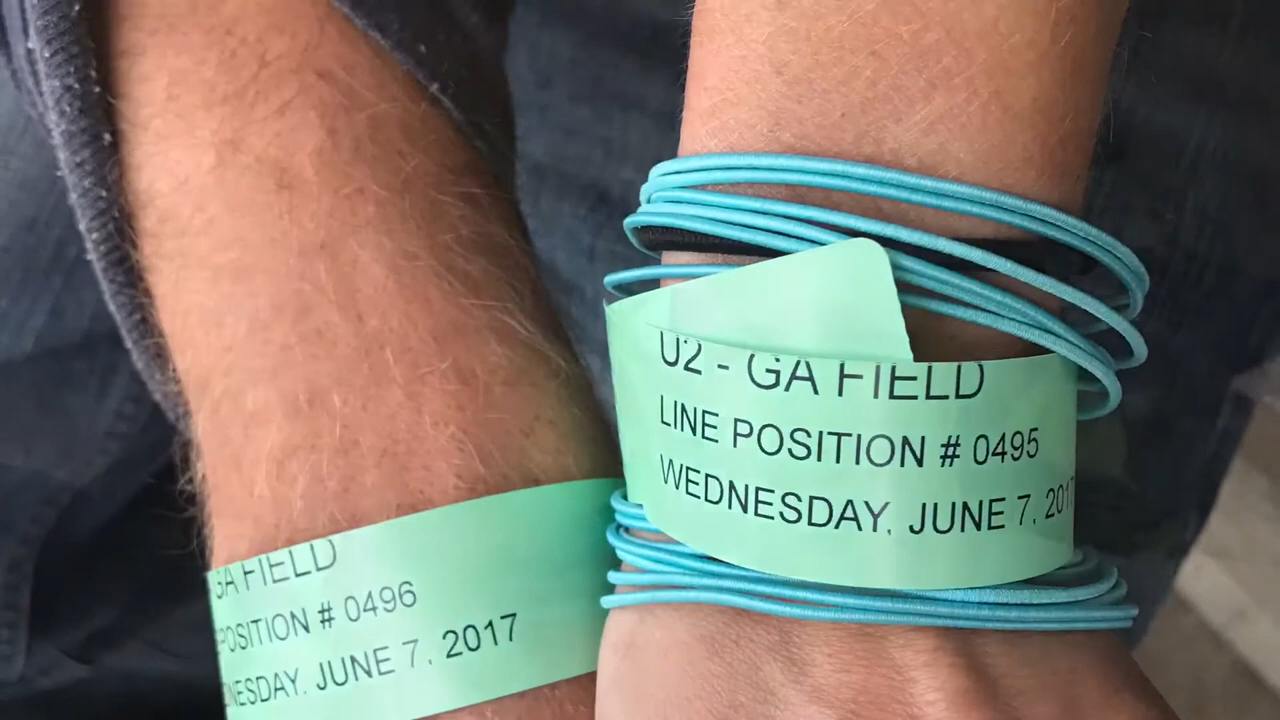 U2 - GA FIELD
LINE POSITION # 0495
WEDNESDAY, JUNE 7, 2017
GA FIELD
POSITION # 0496
JUNE 7, 2017